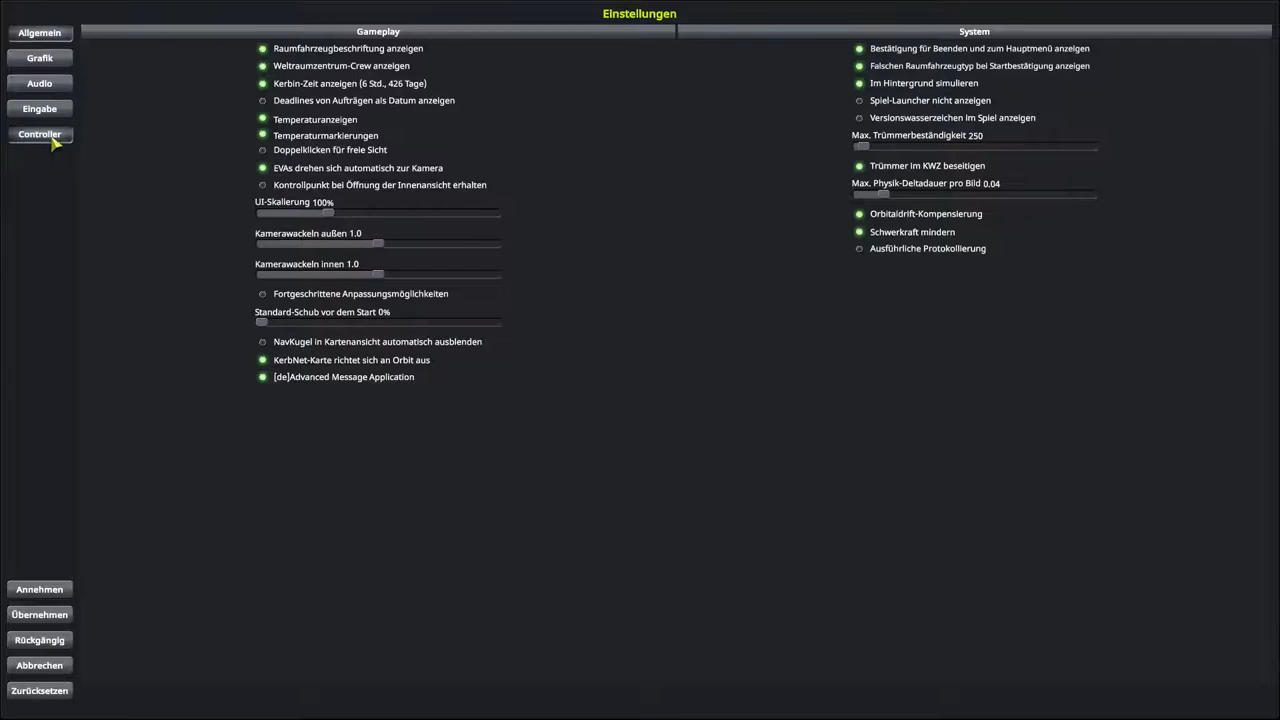 Einstellungen
Allgemein
Grafik
Audio
Eingabe
Controller
Gameplay
Raumfahrzeugbeschriftung anzeigen
Weltraumzentrum-Crew anzeigen
Kerbin-Zeit anzeigen (6 Std., 426 Tage)
Deadlines von Aufträgen als Datum anzeigen
Temperaturanzeigen
Temperaturmarkierungen
Doppelklicken für freie Sicht
EVAs drehen sich automatisch zur Kamera
Kontrollpunkt bei Öffnung der Innenansicht erhalten
UI-Skalierung 100%
Kamerawackeln außen 1.0
Kamerawackeln innen 1.0
Fortgeschrittene Anpassungsmöglichkeiten
Standard-Schub vor dem Start 0%
NavKugel in Kartenansicht automatisch ausblenden
KerbNet-Karte richtet sich an Orbit aus
[de]Advanced Message Application
System
Bestätigung für Beenden und zum Hauptmenü anzeigen
Falschen Raumfahrzeugtyp bei Startbestätigung anzeigen
Im Hintergrund simulieren
Spiel-Launcher nicht anzeigen
Versionswasserzeichen im Spiel anzeigen
Max. Trümmerbeständigkeit 250
Trümmer im KWZ beseitigen
Max. Physik-Deltadauer pro Bild 0.04
Orbitaldrift-Kompensierung
Schwerkraft mindern
Ausführliche Protokollierung
Annehmen
Übernehmen
Rückgängig
Abbrechen
Zurücksetzen